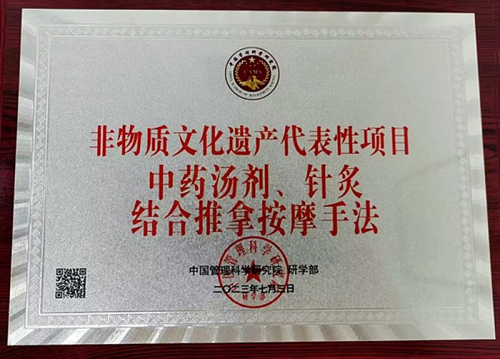 CAMS
非物质文化遗产代表性项目
中药汤剂、针灸
结合推拿按摩手法
中国管理科学研究院 研学部
二〇二三年七月三日